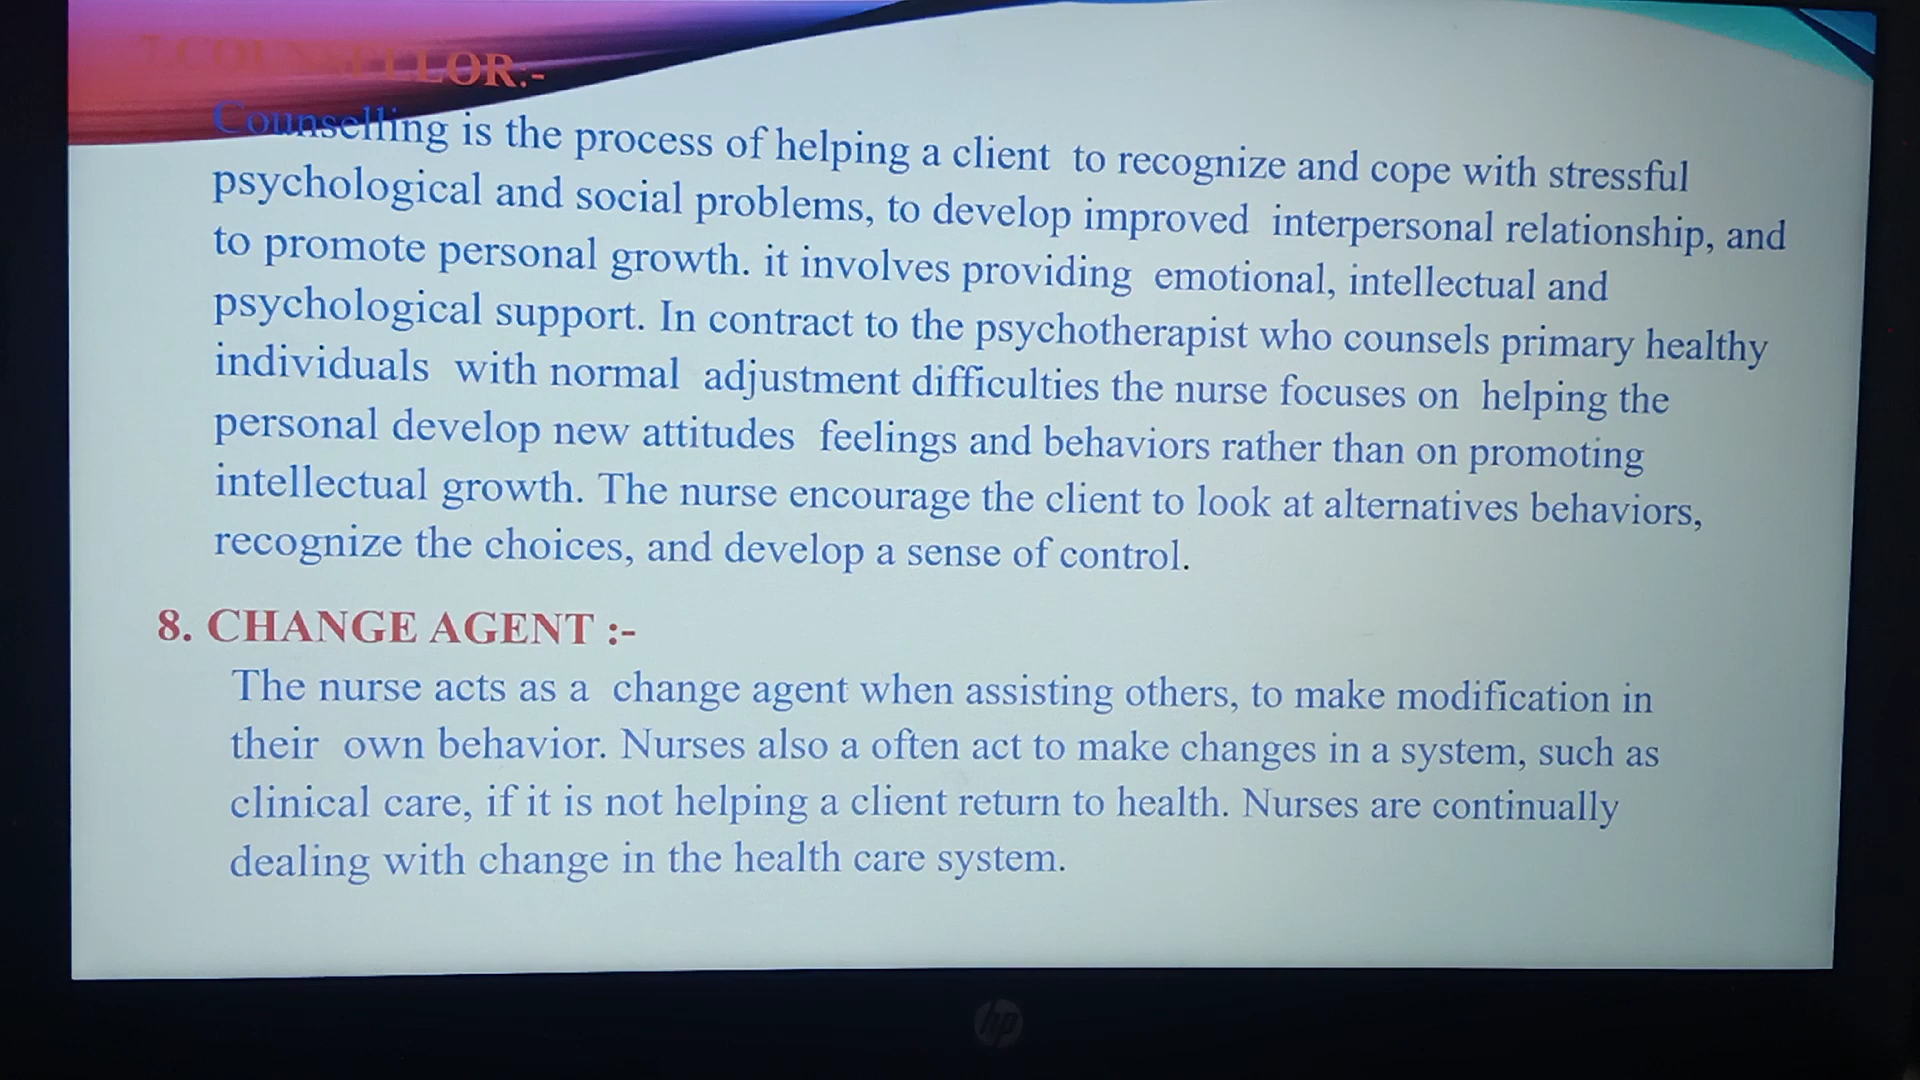 7.COUNSELLOR:-
Counselling is the process of helping a client to recognize and cope with stressful
psychological and social problems, to develop improved interpersonal relationship, and
to promote personal growth. it involves providing emotional, intellectual and
psychological support. In contract to the psychotherapist who counsels primary healthy
individuals with normal adjustment difficulties the nurse focuses on helping the
personal develop new attitudes feelings and behaviors rather than on promoting
intellectual growth. The nurse encourage the client to look at alternatives behaviors,
recognize the choices, and develop a sense of control.
8. CHANGE AGENT :-
The nurse acts as a change agent when assisting others, to make modification in
their own behavior. Nurses also a often act to make changes in a system, such as
clinical care, if it is not helping a client return to health. Nurses are continually
dealing with change in the health care system.
hp